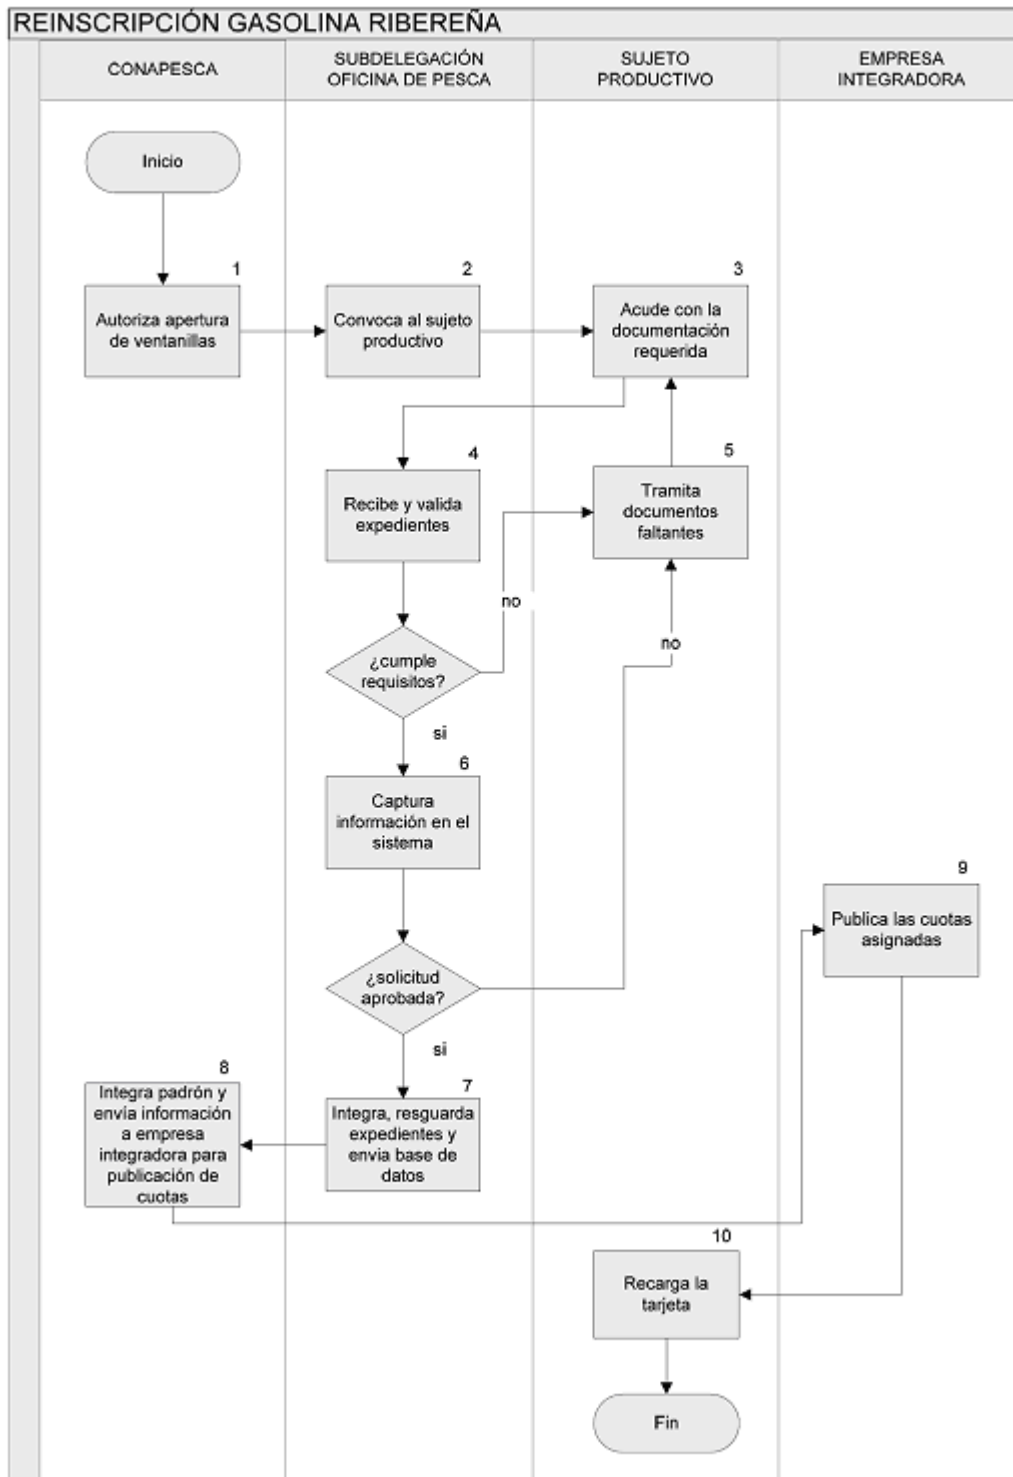 REINSCRIPCIÓN GASOLINA RIBEREÑA
CONAPESCA
SUBDELEGACIÓN
OFICINA DE PESCA
SUJETO
PRODUCTIVO
EMPRESA
INTEGRADORA
Inicio
1
Autoriza apertura
de ventanillas
2
Convoca al sujeto
productivo
3
Acude con la
documentación
requerida
4
Recibe y valida
expedientes
5
Tramita
documentos
faltantes
no
¿cumple
requisitos?
no
si
6
Captura
información en el
sistema
9
Publica las cuotas
asignadas
¿solicitud
aprobada?
si
8
Integra padrón y
envía información
a empresa
integradora para
publicación de
cuotas
7
Integra, resguarda
expedientes y
envia base de
datos
10
Recarga la
tarjeta
Fin